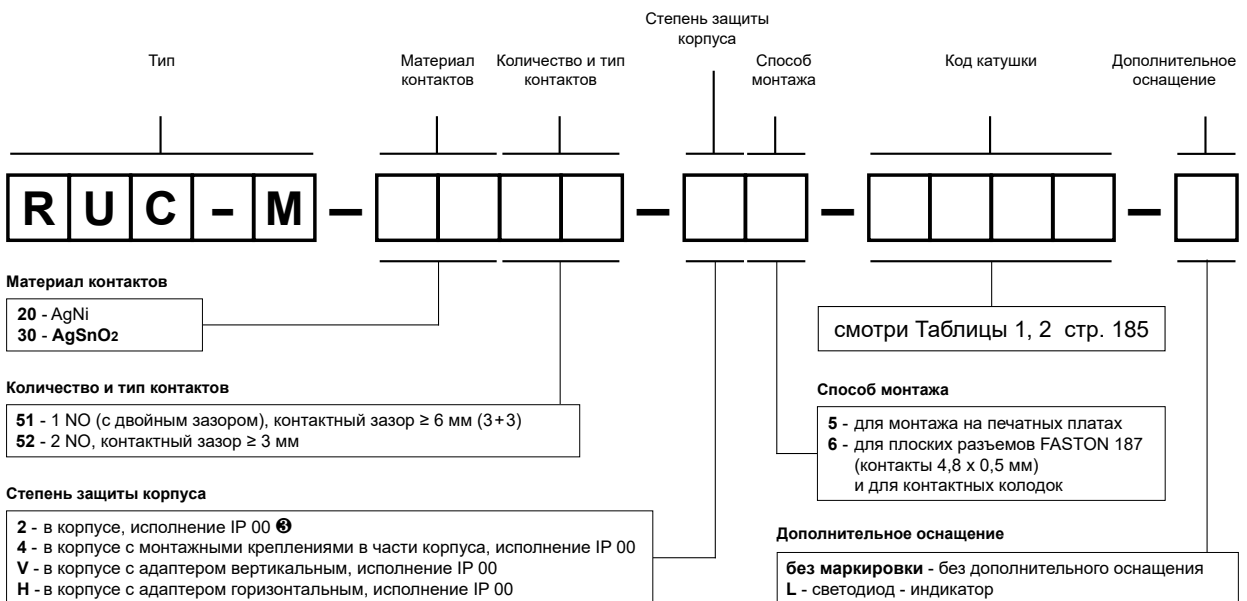 Степень защиты
корпуса
Тип
Материал
контактов
Количество и тип
контактов
Способ
монтажа
Код катушки
Дополнительное
оснащение
R U C - M – – – –
Материал контактов
20 - AgNi
30 - AgSnO2
смотри Таблицы 1, 2 стр. 185
Количество и тип контактов
51 - 1 NO (с двойным зазором), контактный зазор ≥ 6 мм (3+3)
52 - 2 NO, контактный зазор ≥ 3 мм
Способ монтажа
5 - для монтажа на печатных платах
6 - для плоских разъемов FASTON 187
(контакты 4,8 x 0,5 мм)
и для контактных колодок
Степень защиты корпуса
2 - в корпусе, исполнение IP 00 ❸
4 - в корпусе с монтажными креплениями в части корпуса, исполнение IP 00
V - в корпусе с адаптером вертикальным, исполнение IP 00
H - в корпусе с адаптером горизонтальным, исполнение IP 00
Дополнительное оснащение
без маркировки - без дополнительного оснащения
L - светодиод - индикатор